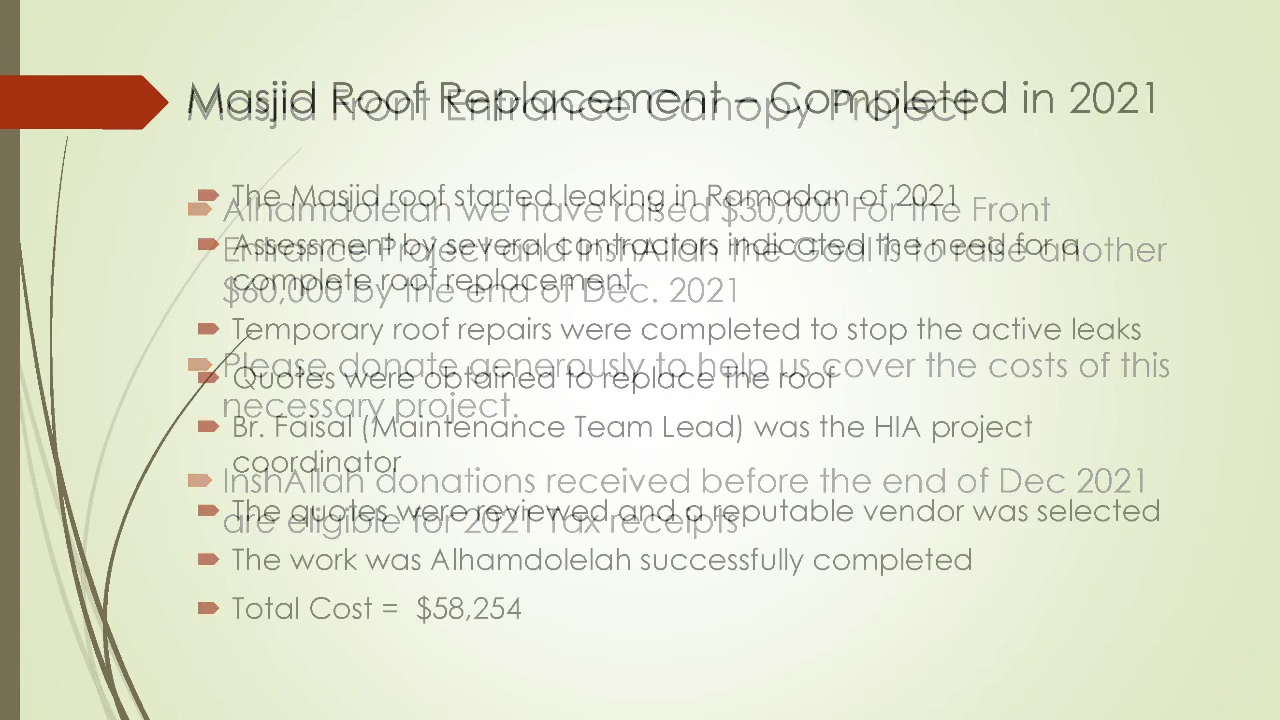 Masjid Roof Replacement – Completed in 2021
The Masjid roof started leaking in Ramadan of 2021
Assessment by several contractors indicated the need for a
complete roof replacement
Temporary roof repairs were completed to stop the active leaks
Quotes were obtained to replace the roof
Br. Faisal (Maintenance Team Lead) was the HIA project
coordinator
The quotes were reviewed and a reputable vendor was selected
The work was Alhamdolelah successfully completed
Total Cost = $58,254
Masjid Front Entrance Canopy Project
Alhamdolelah we have raised $30,000 For the Front
Entrance Project and InshAllah the Goal is to raise another
$60,000 by the end of Dec. 2021
Please donate generously to help us cover the costs of this
necessary project.
InshAllah donations received before the end of Dec 2021
are eligible for 2021 Tax receipts